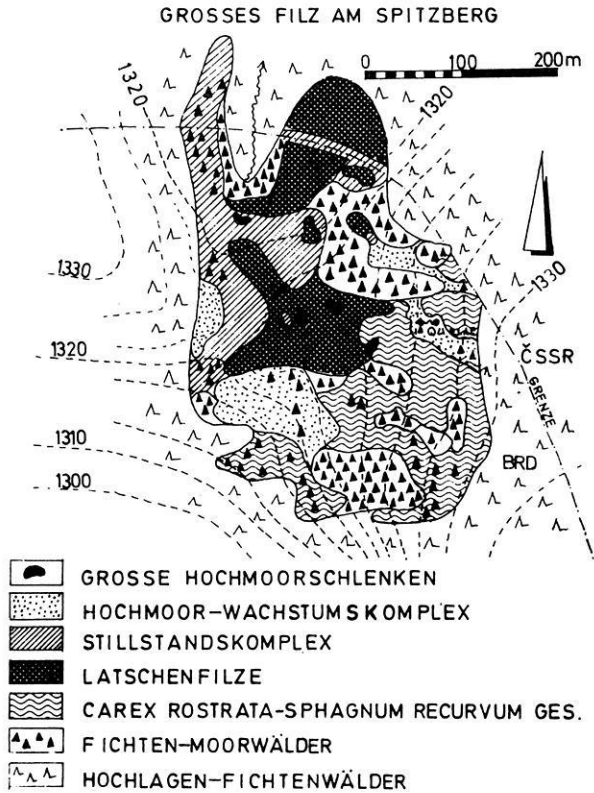 GROSSES FILZ AM SPITZBERG
0 100 200m
1320
1320
1330
1330
1320
ČSSR
GRENZE
1310
BRD
1300
GROSSE HOCHMOORSCHLENKEN
HOCHMOOR-WACHSTUMSKOMPLEX
STILLSTANDSKOMPLEX
LATSCHENFILZE
CAREX ROSTRATA-SPHAGNUM RECURVUM GES.
FICHTEN-MOORWÄLDER
HOCHLAGEN-FICHTENWÄLDER